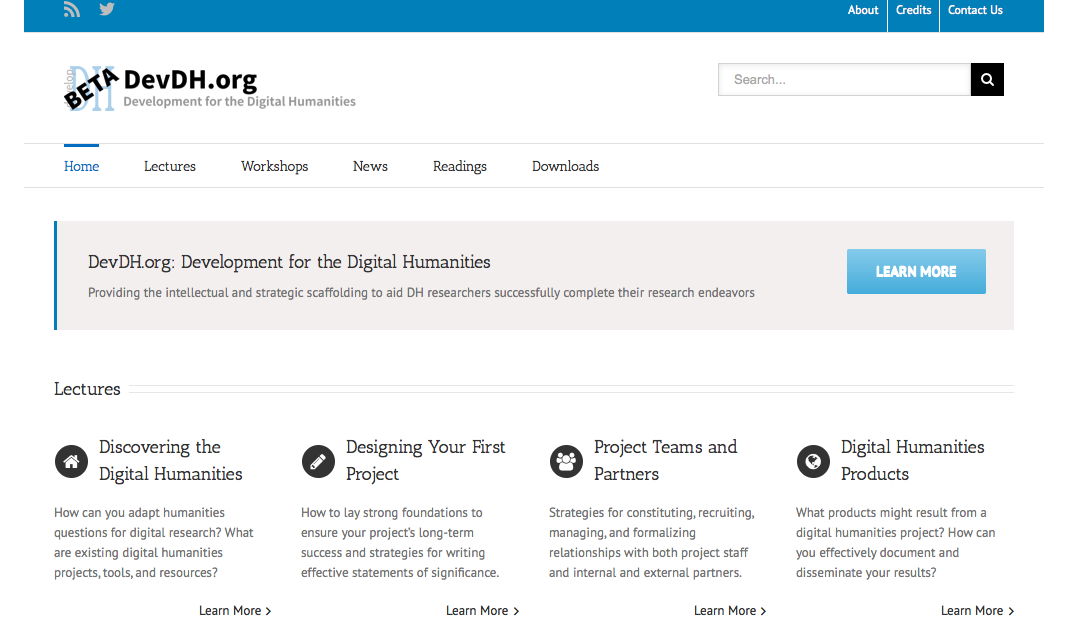 About Credits Contact Us
develop DH BETA DevDH.org
Development for the Digital Humanities
Search...
Home Lectures Workshops News Readings Downloads
DevDH.org: Development for the Digital Humanities
LEARN MORE
Providing the intellectual and strategic scaffolding to aid DH researchers successfully complete their research endeavors
Lectures
Discovering the
Digital Humanities
How can you adapt humanities
questions for digital research? What
are existing digital humanities
projects, tools, and resources?
Learn More
Designing Your First
Project
How to lay strong foundations to
ensure your project's long-term
success and strategies for writing
effective statements of significance.
Learn More
Project Teams and
Partners
Strategies for constituting, recruiting,
managing, and formalizing
relationships with both project staff
and internal and external partners.
Learn More
Digital Humanities
Products
What products might result from a
digital humanities project? How can
you effectively document and
disseminate your results?
Learn More